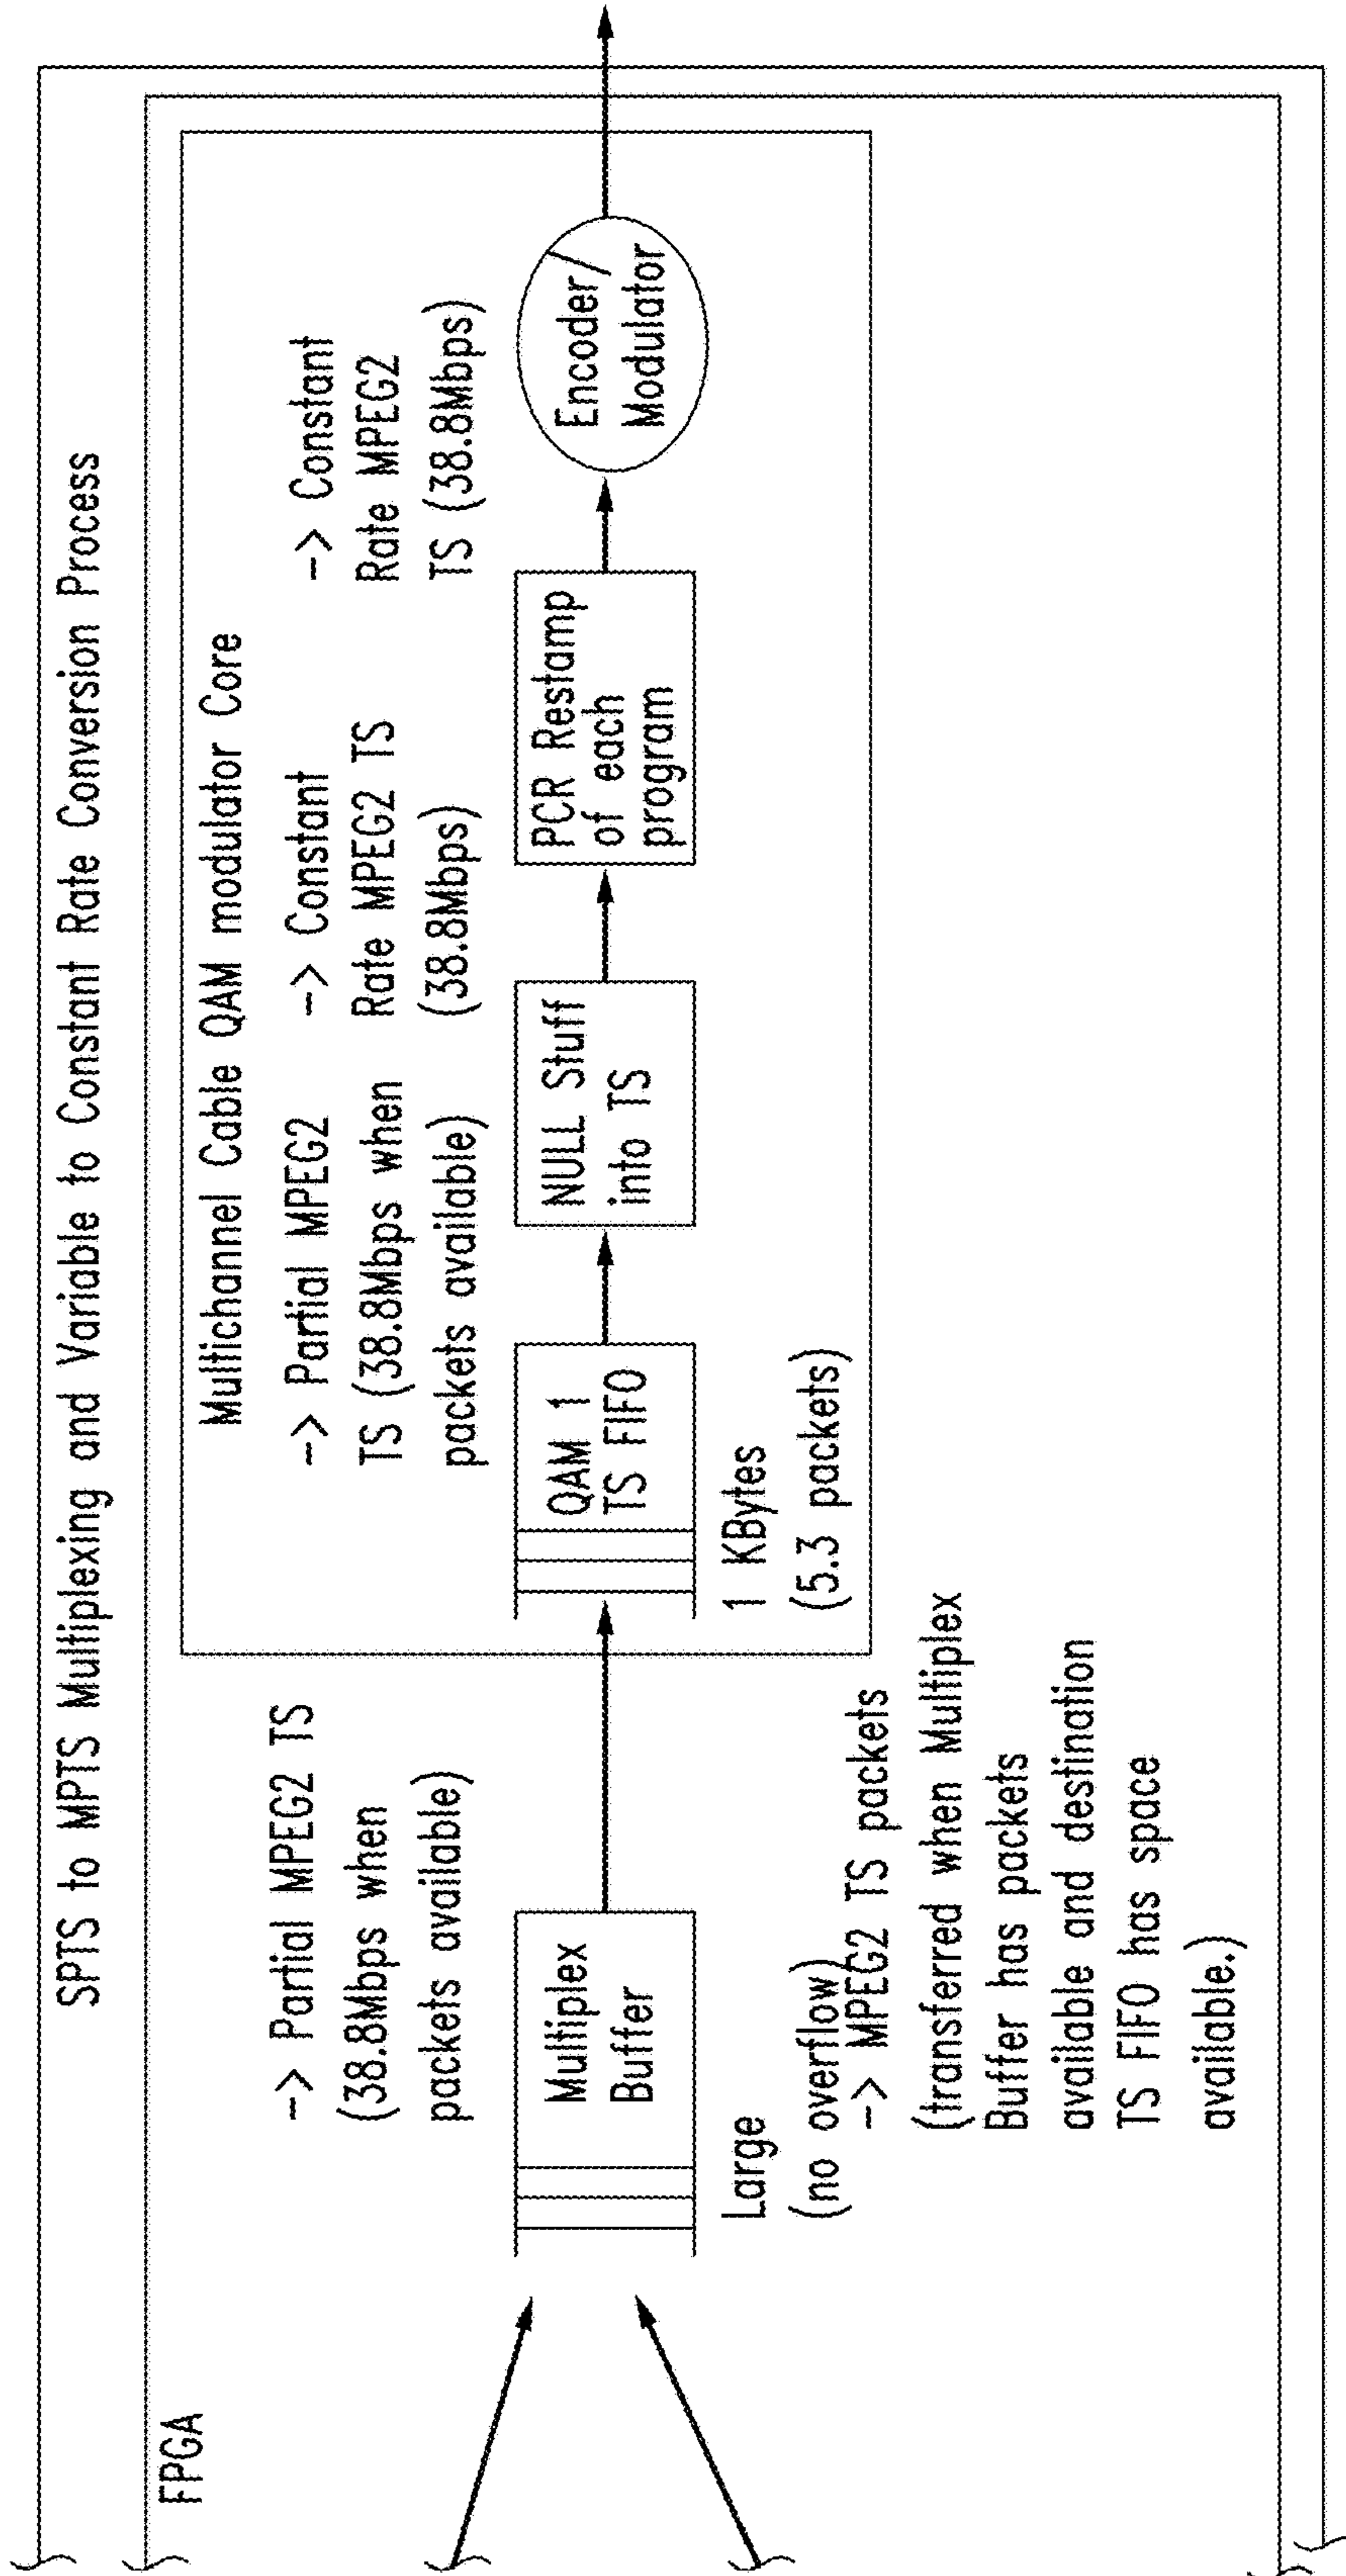 SPTS to MPTS Multiplexing and Variable to Constant Rate Conversion Process
FPGA
Multichannel Cable QAM modulator Core
-> Partial MPEG2 TS
(38.8Mbps when
packets available)
-> Partial MPEG2
TS (38.8Mbps when
packets available)
-> Constant
Rate MPEG2 TS
(38.8Mbps)
-> Constant
Rate MPEG2
TS (38.8Mbps)
Multiplex
Buffer
QAM 1
TS FIFO
NULL Stuff
into TS
PCR Restamp
of each
program
Encoder/
Modulator
Large
(no overflow)
-> MPEG2 TS packets
(transferred when Multiplex
Buffer has packets
available and destination
TS FIFO has space
available.)
1 KBytes
(5.3 packets)